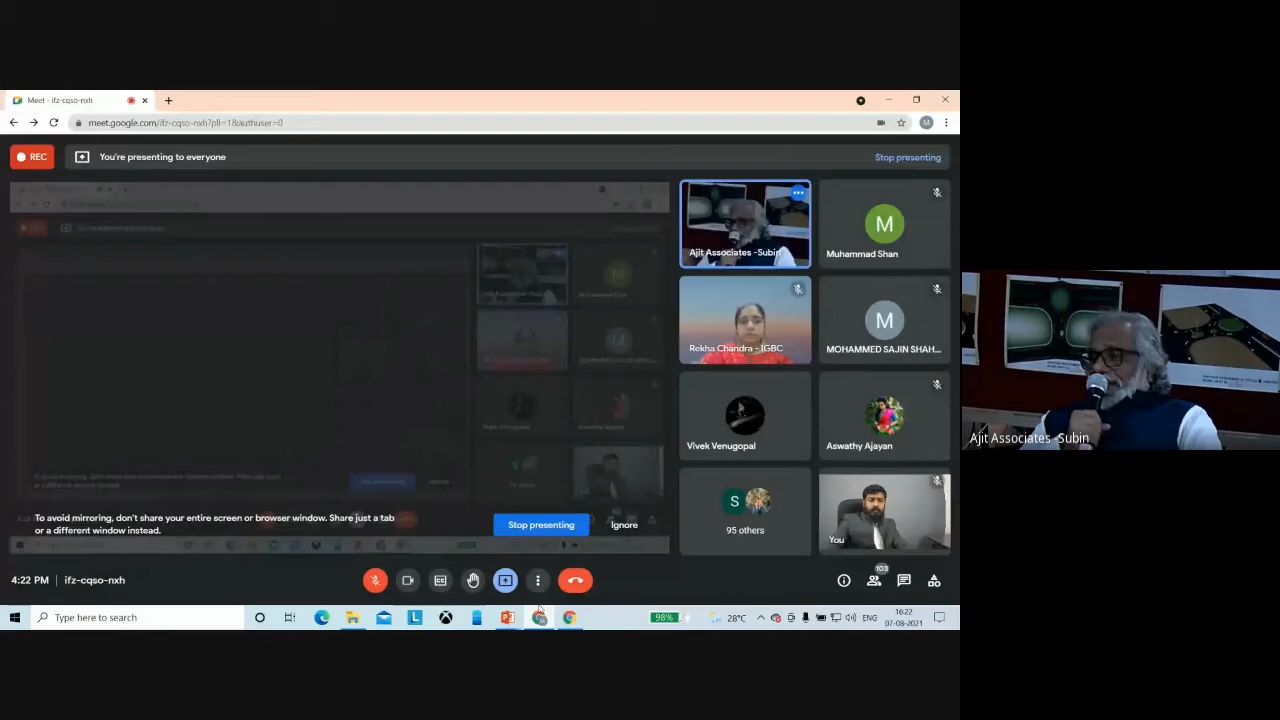 Meet - ifz-cqso-nxh
meet.google.com/ifz-cqso-nxh?pli=1&authuser=0
M
REC
You're presenting to everyone
Stop presenting
Ajit Associates -Subin
M
Muhammad Shan
Rekha Chandra - IGBC
M
MOHAMMED SAJIN SHAH...
Vivek Venugopal
Aswathy Ajayan
S
95 others
You
To avoid mirroring, don't share your entire screen or browser window. Share just a tab
or a different window instead.
Stop presenting
Ignore
Ajit Associates -Subin
4:22 PM
ifz-cqso-nxh
103
Type here to search
98%
28°C
ENG
16:22
07-08-2021